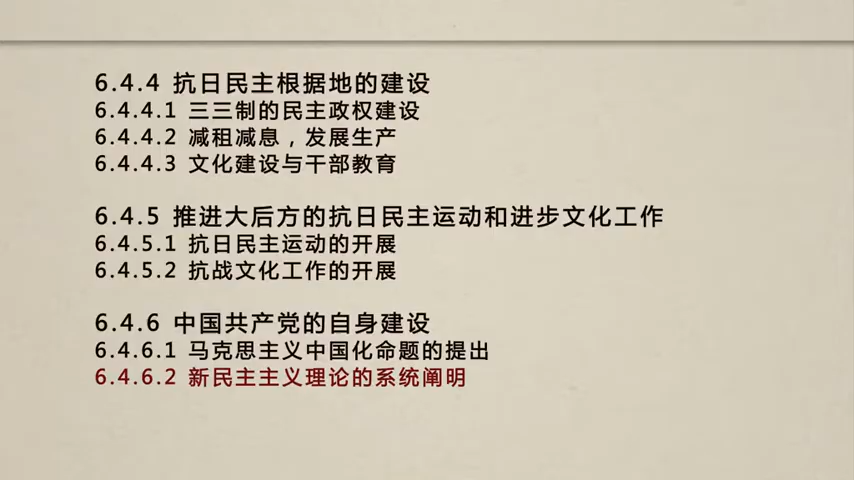 6.4.4 抗日民主根据地的建设
6.4.4.1 三三制的民主政权建设
6.4.4.2 减租减息，发展生产
6.4.4.3 文化建设与干部教育
6.4.5 推进大后方的抗日民主运动和进步文化工作
6.4.5.1 抗日民主运动的开展
6.4.5.2 抗战文化工作的开展
6.4.6 中国共产党的自身建设
6.4.6.1 马克思主义中国化命题的提出
6.4.6.2 新民主主义理论的系统阐明